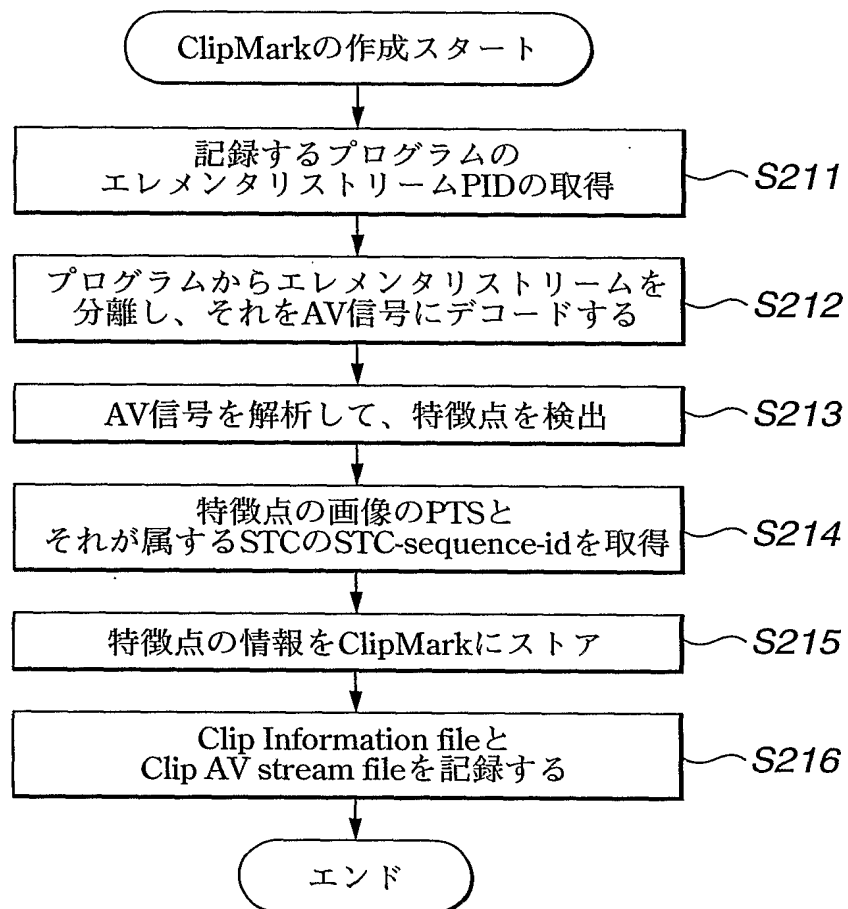 ClipMarkの作成スタート
記録するプログラムの
エレメンタリストリームPIDの取得
S211
プログラムからエレメンタリストリームを
分離し、それをAV信号にデコードする
S212
AV信号を解析して、特徴点を検出
S213
特徴点の画像のPTSと
それが属するSTCのSTC-sequence-idを取得
S214
特徴点の情報をClipMarkにストア
S215
Clip Information fileと
Clip AV stream fileを記録する
S216
エンド